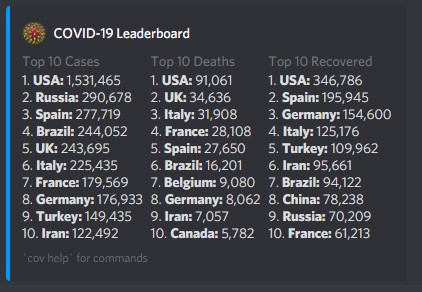 COVID-19 Leaderboard
Top 10 Cases Top 10 Deaths Top 10 Recovered
1. USA: 1,531,465 1. USA: 91,061 1. USA: 346,786
2. Russia: 290,678 2. UK: 34,636 2. Spain: 195,945
3. Spain: 277,719 3. Italy: 31,908 3. Germany: 154,600
4. Brazil: 244,052 4. France: 28,108 4. Italy: 125,176
5. UK: 243,695 5. Spain: 27,650 5. Turkey: 109,962
6. Italy: 225,435 6. Brazil: 16,201 6. Iran: 95,661
7. France: 179,569 7. Belgium: 9,080 7. Brazil: 94,122
8. Germany: 176,933 8. Germany: 8,062 8. China: 78,238
9. Turkey: 149,435 9. Iran: 7,057 9. Russia: 70,209
10. Iran: 122,492 10. Canada: 5,782 10. France: 61,213
`cov help` for commands